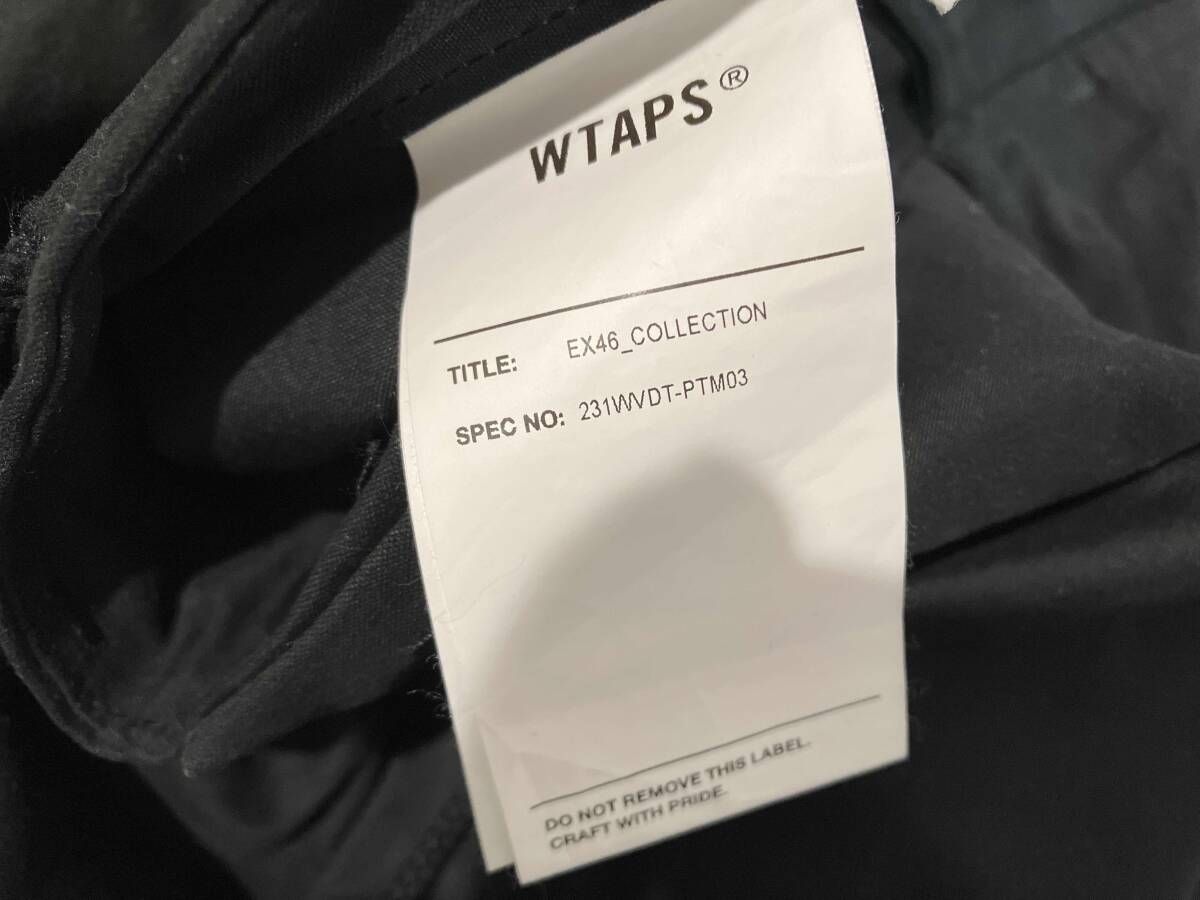 WTAPS®
TITLE: EX46_COLLECTION
SPEC NO: 231WVDT-PTM03
DO NOT REMOVE THIS LABEL.
CRAFT WITH PRIDE.